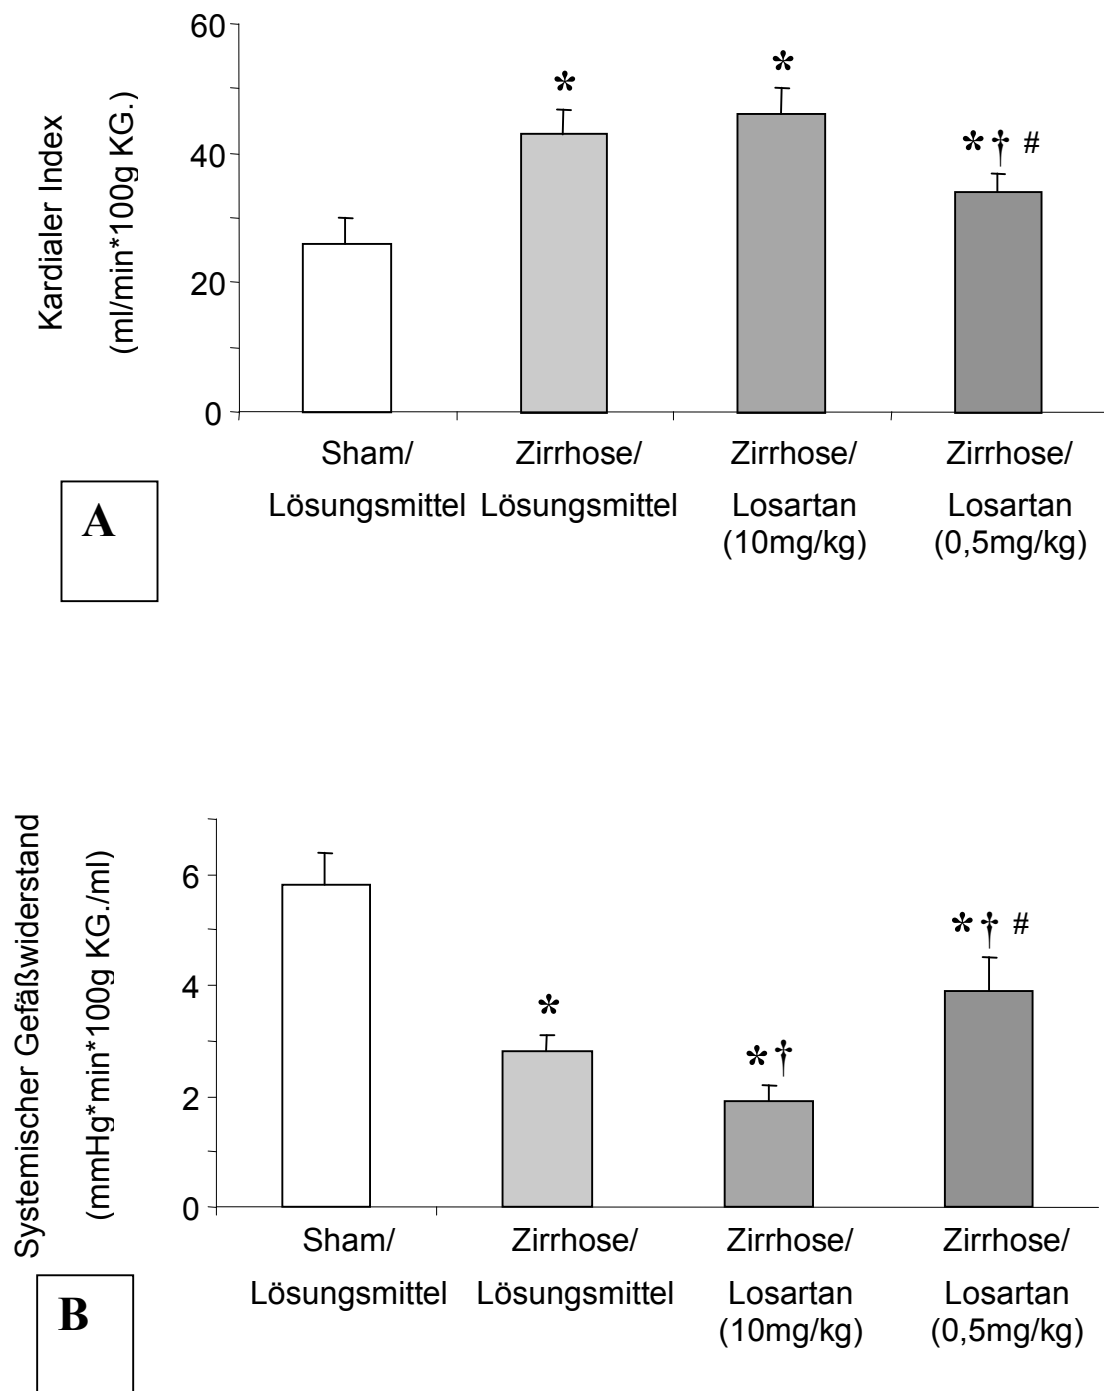 Kardialer Index
(ml/min*100g KG.)
60
40
20
0
*
*
*† #
Sham/
Lösungsmittel
Zirrhose/
Lösungsmittel
Zirrhose/
Losartan
(10mg/kg)
Zirrhose/
Losartan
(0,5mg/kg)
A
Systemischer Gefäßwiderstand
(mmHg*min*100g KG./ml)
6
4
2
0
*
*†
*† #
Sham/
Lösungsmittel
Zirrhose/
Lösungsmittel
Zirrhose/
Losartan
(10mg/kg)
Zirrhose/
Losartan
(0,5mg/kg)
B